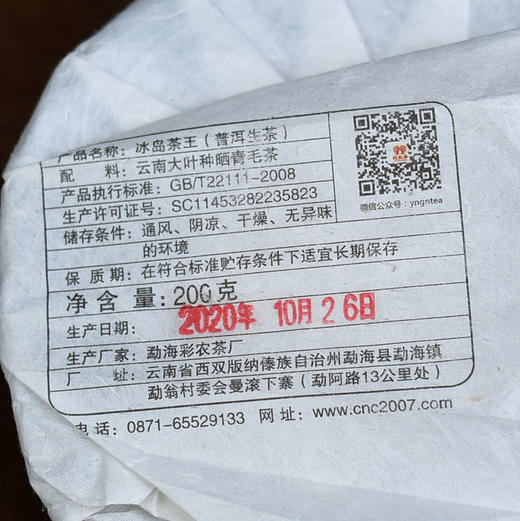 产品名称: 冰岛茶王(普洱生茶)
配 料: 云南大叶种晒青毛茶
产品执行标准: GB/T22111-2008
生产许可证号: SC11453282235823
储存条件: 通风、阴凉、干燥、无异味
的环境
微信公众号: yngntea
保 质 期: 在符合标准贮存条件下适宜长期保存
净 含 量: 200克
生产日期: 2020年 10月 26日
生产厂家: 勐海彩农茶厂
厂 址: 云南省西双版纳傣族自治州勐海县勐海镇
勐翁村委会曼滚下寨(勐阿路13公里处)
电 话: 0871-65529133 网址: www.cnc2007.com